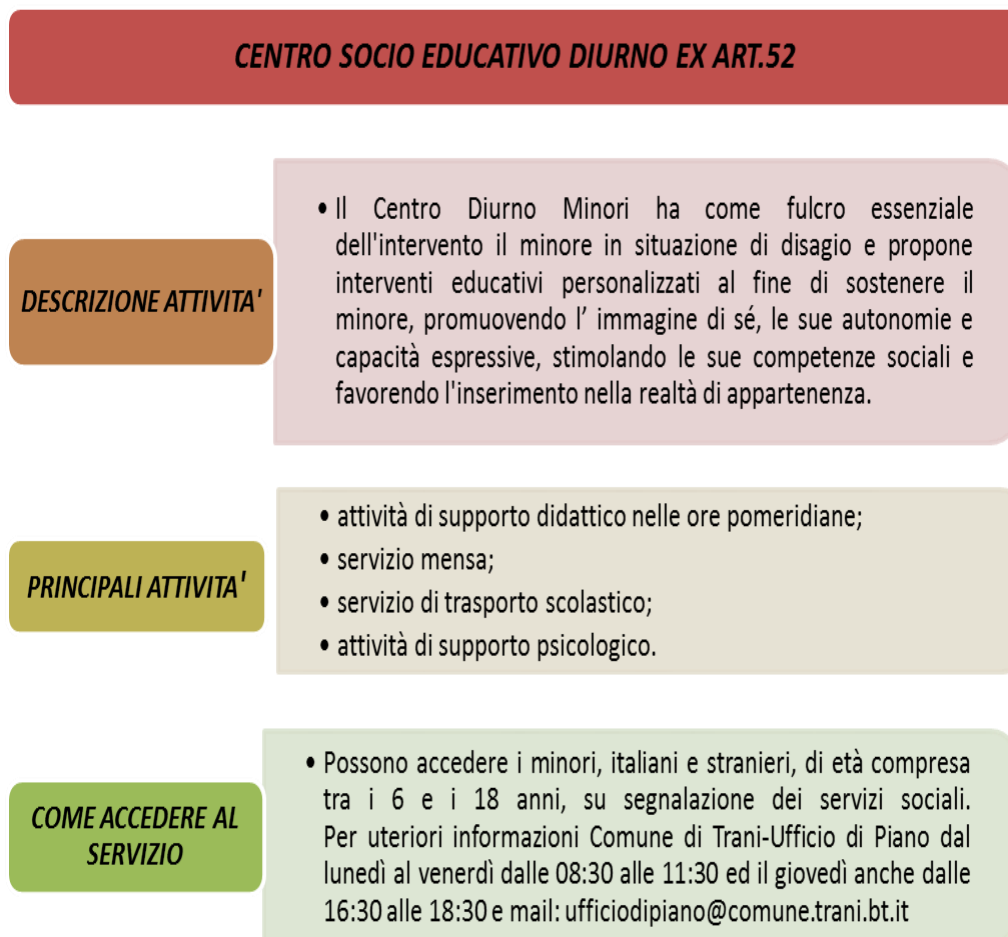 CENTRO SOCIO EDUCATIVO DIURNO EX ART.52
DESCRIZIONE ATTIVITA'
• Il Centro Diurno Minori ha come fulcro essenziale
dell'intervento il minore in situazione di disagio e propone
interventi educativi personalizzati al fine di sostenere il
minore, promuovendo l' immagine di sé, le sue autonomie e
capacità espressive, stimolando le sue competenze sociali e
favorendo l'inserimento nella realtà di appartenenza.
PRINCIPALI ATTIVITA'
• attività di supporto didattico nelle ore pomeridiane;
• servizio mensa;
• servizio di trasporto scolastico;
• attività di supporto psicologico.
COME ACCEDERE AL
SERVIZIO
• Possono accedere i minori, italiani e stranieri, di età compresa
tra i 6 e i 18 anni, su segnalazione dei servizi sociali.
Per uteriori informazioni Comune di Trani-Ufficio di Piano dal
lunedì al venerdì dalle 08:30 alle 11:30 ed il giovedì anche dalle
16:30 alle 18:30 e mail: ufficiodipiano@comune.trani.bt.it